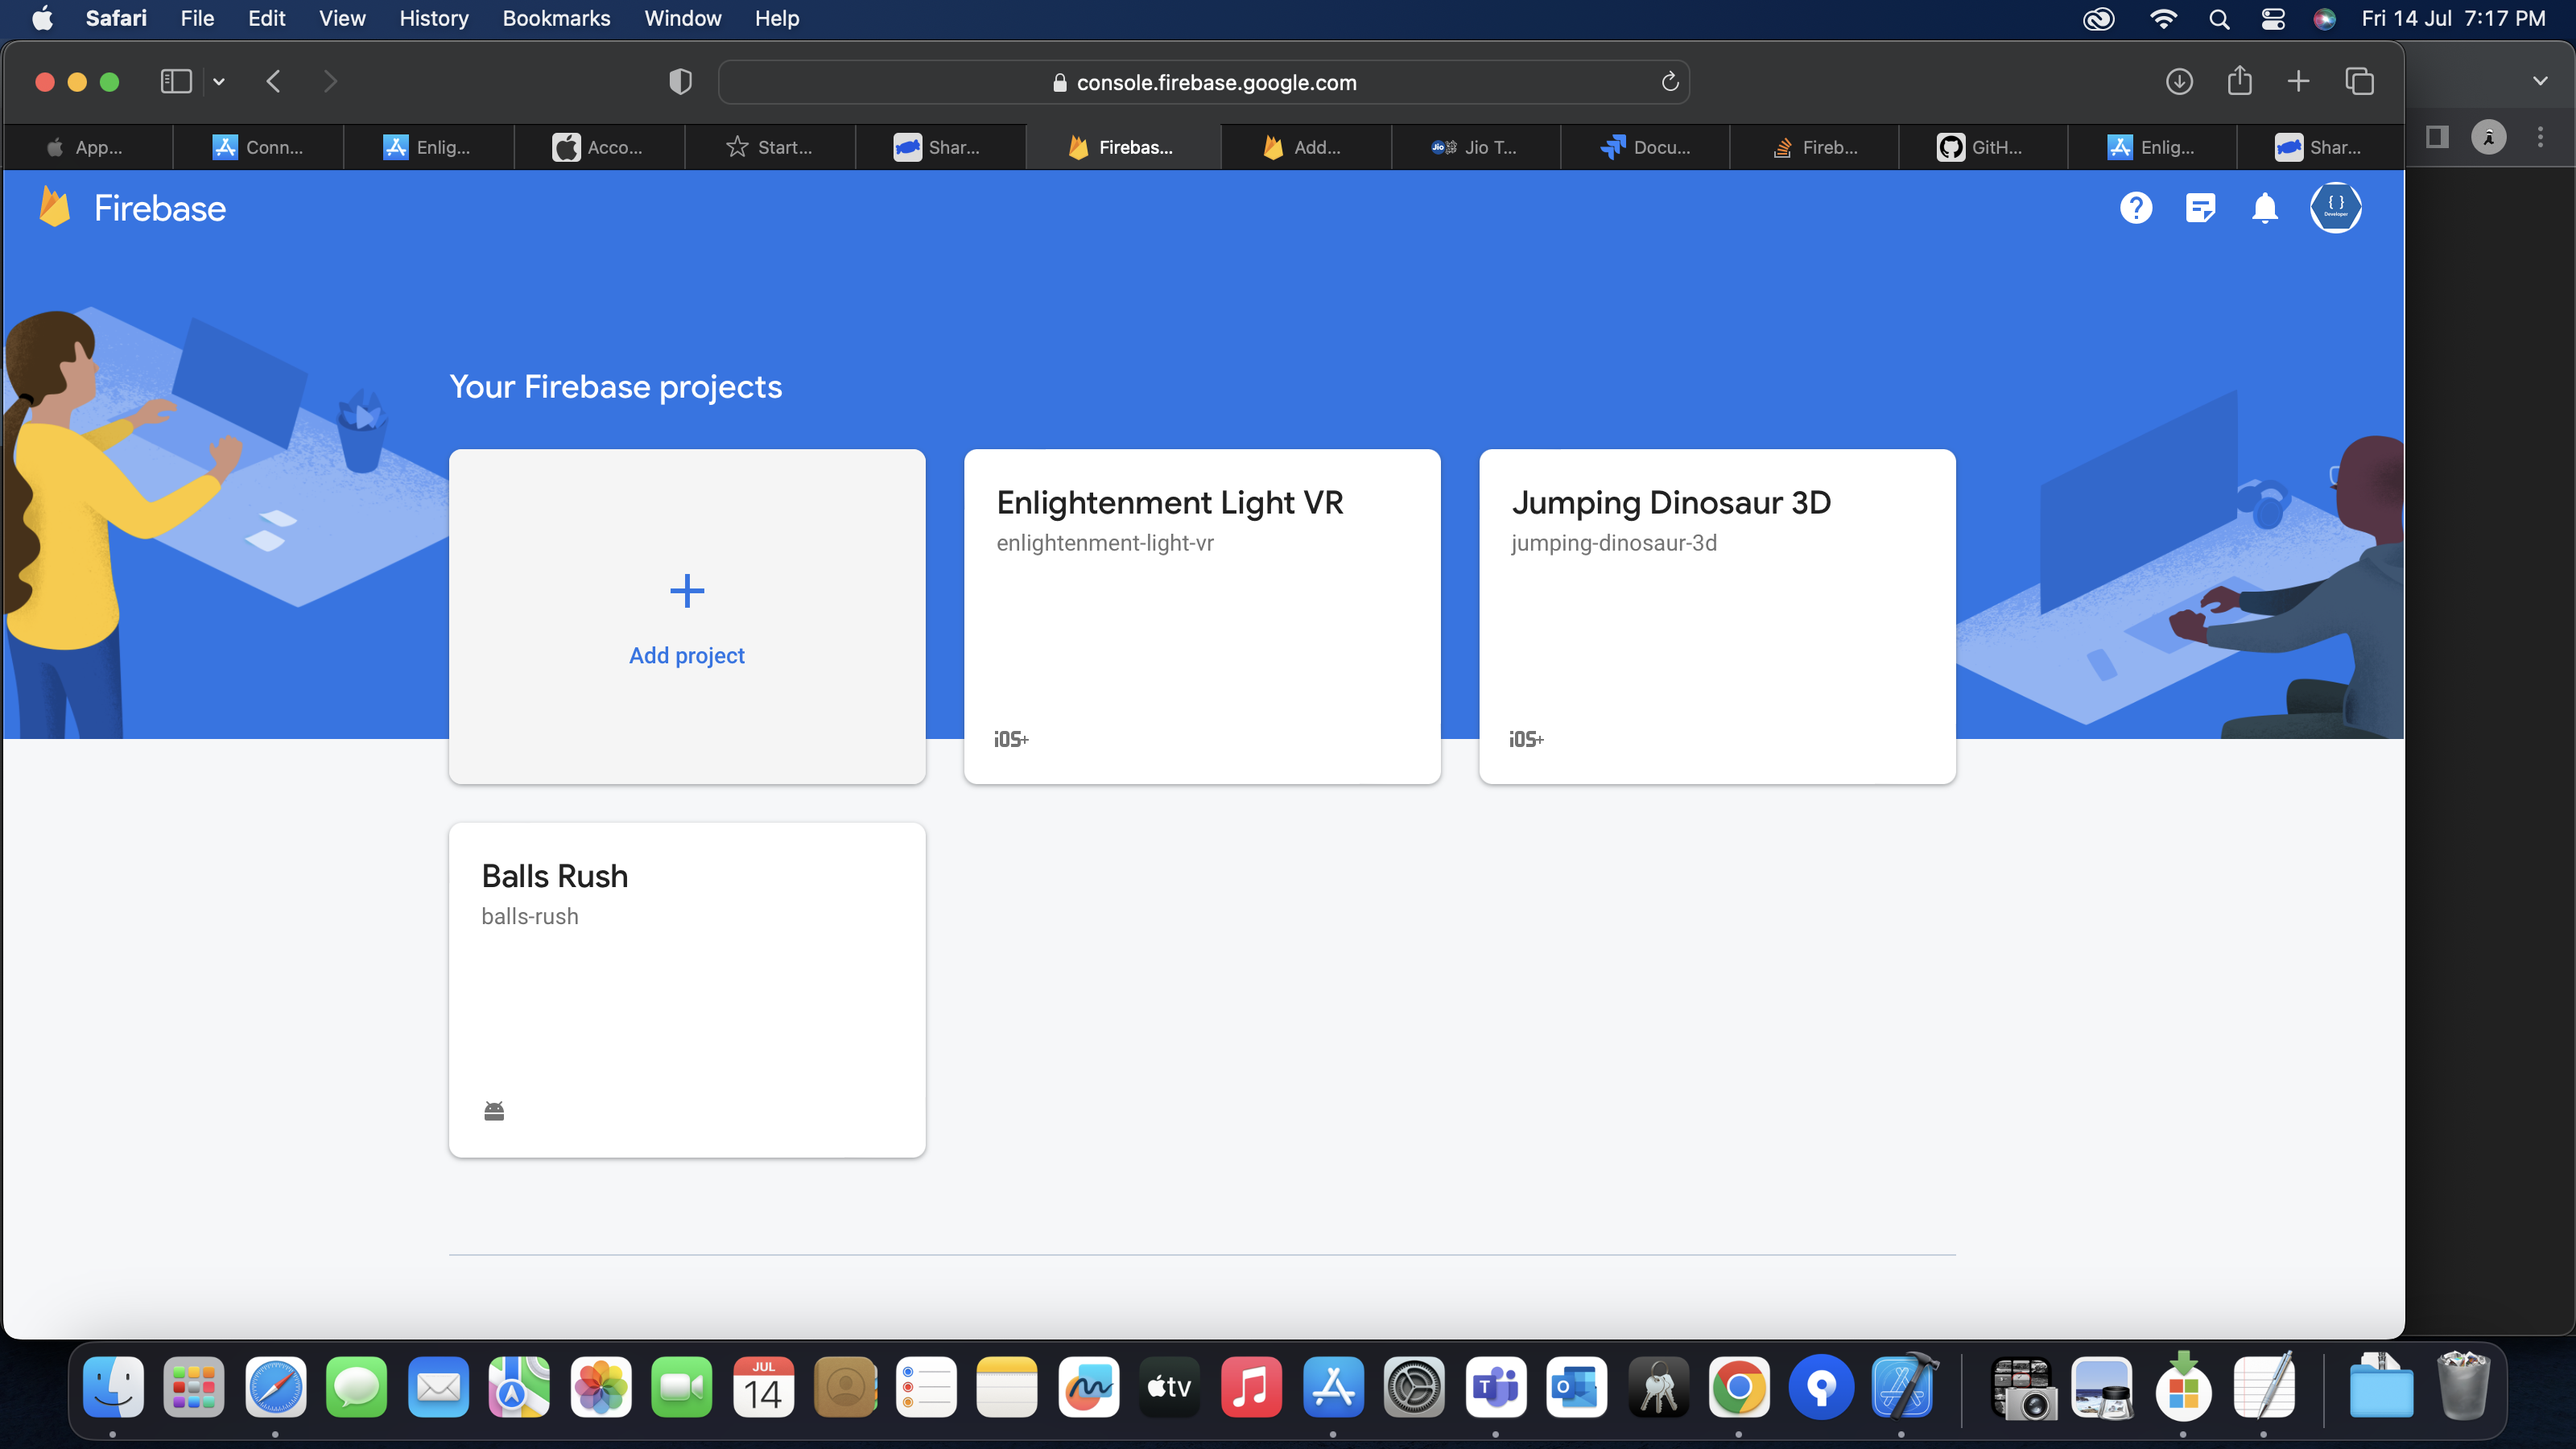 Safari File Edit View History Bookmarks Window Help Fri 14 Jul 7:17 PM
console.firebase.google.com
App... Conn... Enlig... Acco... Start... Shar... Firebas... Add... Jio Jio T... Docu... Fireb... GitH... Enlig... Shar...
Firebase
{ }
Developer
Your Firebase projects
Add project
Enlightenment Light VR
enlightenment-light-vr
iOS+
Jumping Dinosaur 3D
jumping-dinosaur-3d
iOS+
Balls Rush
balls-rush
JUL
14
tv